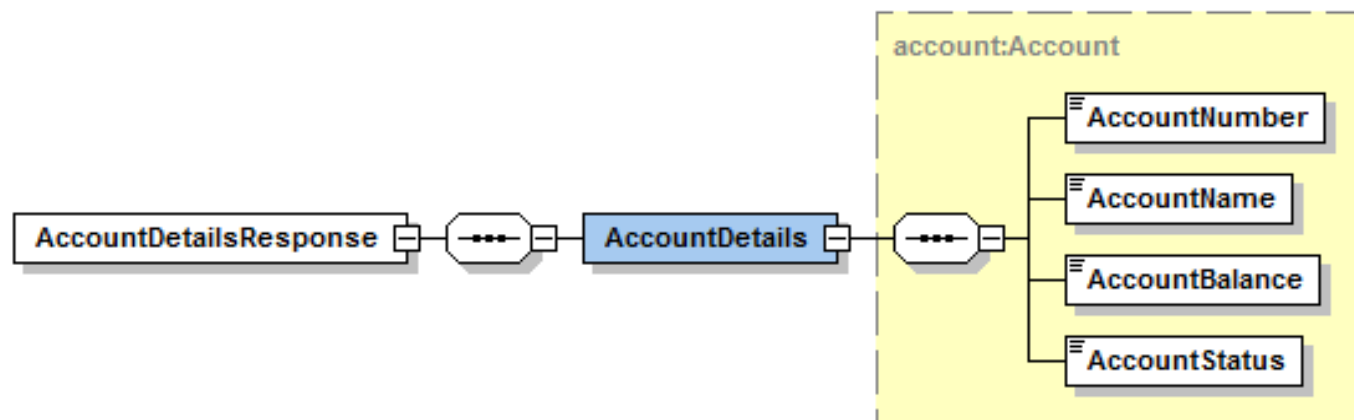 account:Account
AccountNumber
AccountName
AccountDetailsResponse
AccountDetails
AccountBalance
AccountStatus